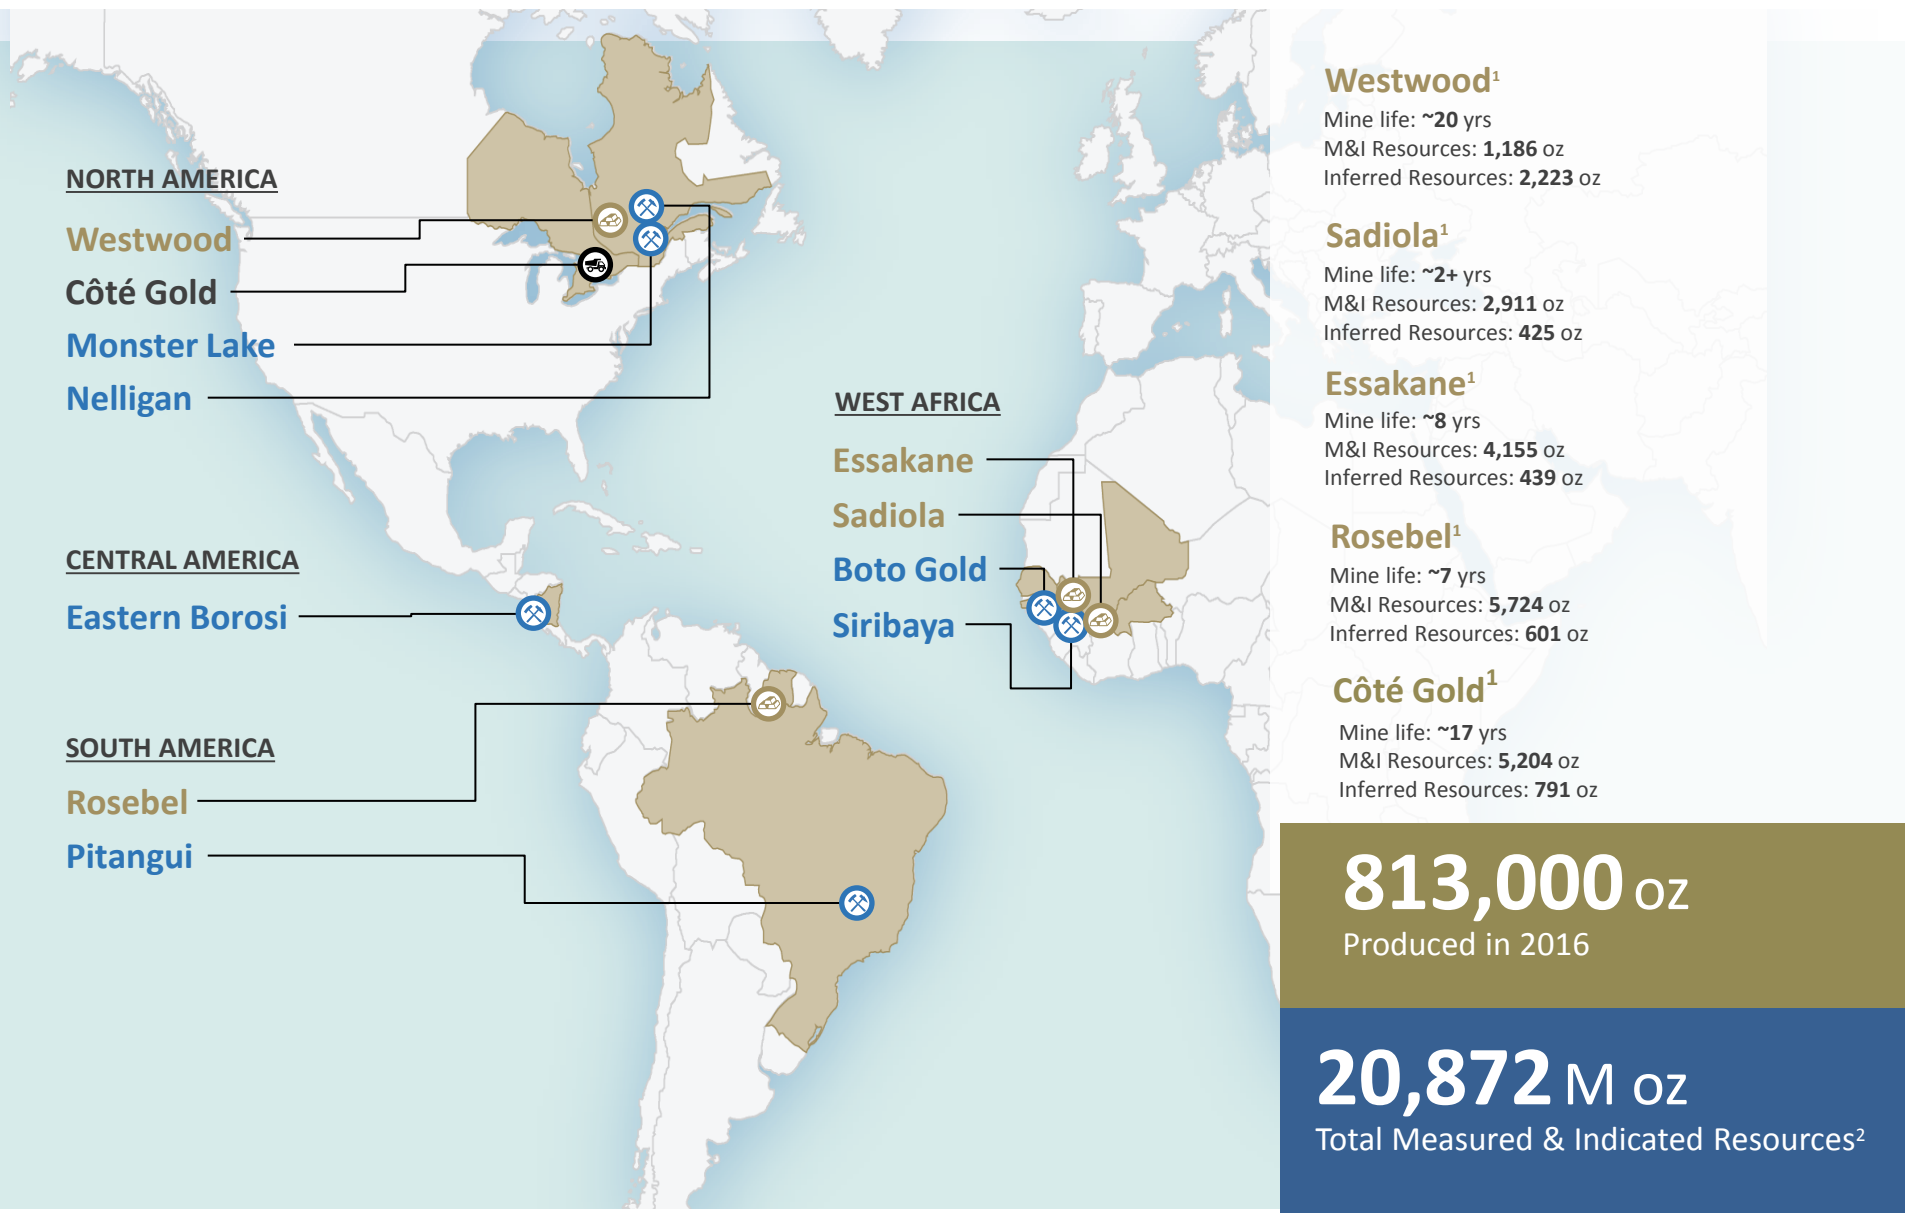 NORTH AMERICA
Westwood
Côté Gold
Monster Lake
Nelligan
CENTRAL AMERICA
Eastern Borosi
SOUTH AMERICA
Rosebel
Pitangui
WEST AFRICA
Essakane
Sadiola
Boto Gold
Siribaya
Westwood¹
Mine life: ~20 yrs
M&I Resources: 1,186 oz
Inferred Resources: 2,223 oz
Sadiola¹
Mine life: ~2+ yrs
M&I Resources: 2,911 oz
Inferred Resources: 425 oz
Essakane¹
Mine life: ~8 yrs
M&I Resources: 4,155 oz
Inferred Resources: 439 oz
Rosebel¹
Mine life: ~7 yrs
M&I Resources: 5,724 oz
Inferred Resources: 601 oz
Côté Gold¹
Mine life: ~17 yrs
M&I Resources: 5,204 oz
Inferred Resources: 791 oz
813,000 oz
Produced in 2016
20,872 M oz
Total Measured & Indicated Resources²